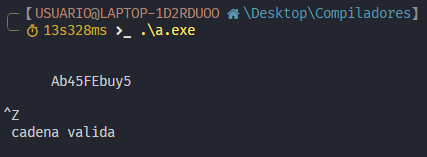 [USUARIO@LAPTOP-1D2RDUOO \Desktop\Compiladores]
13s328ms >_ .\a.exe
Ab45FEbuy5
^Z
cadena valida